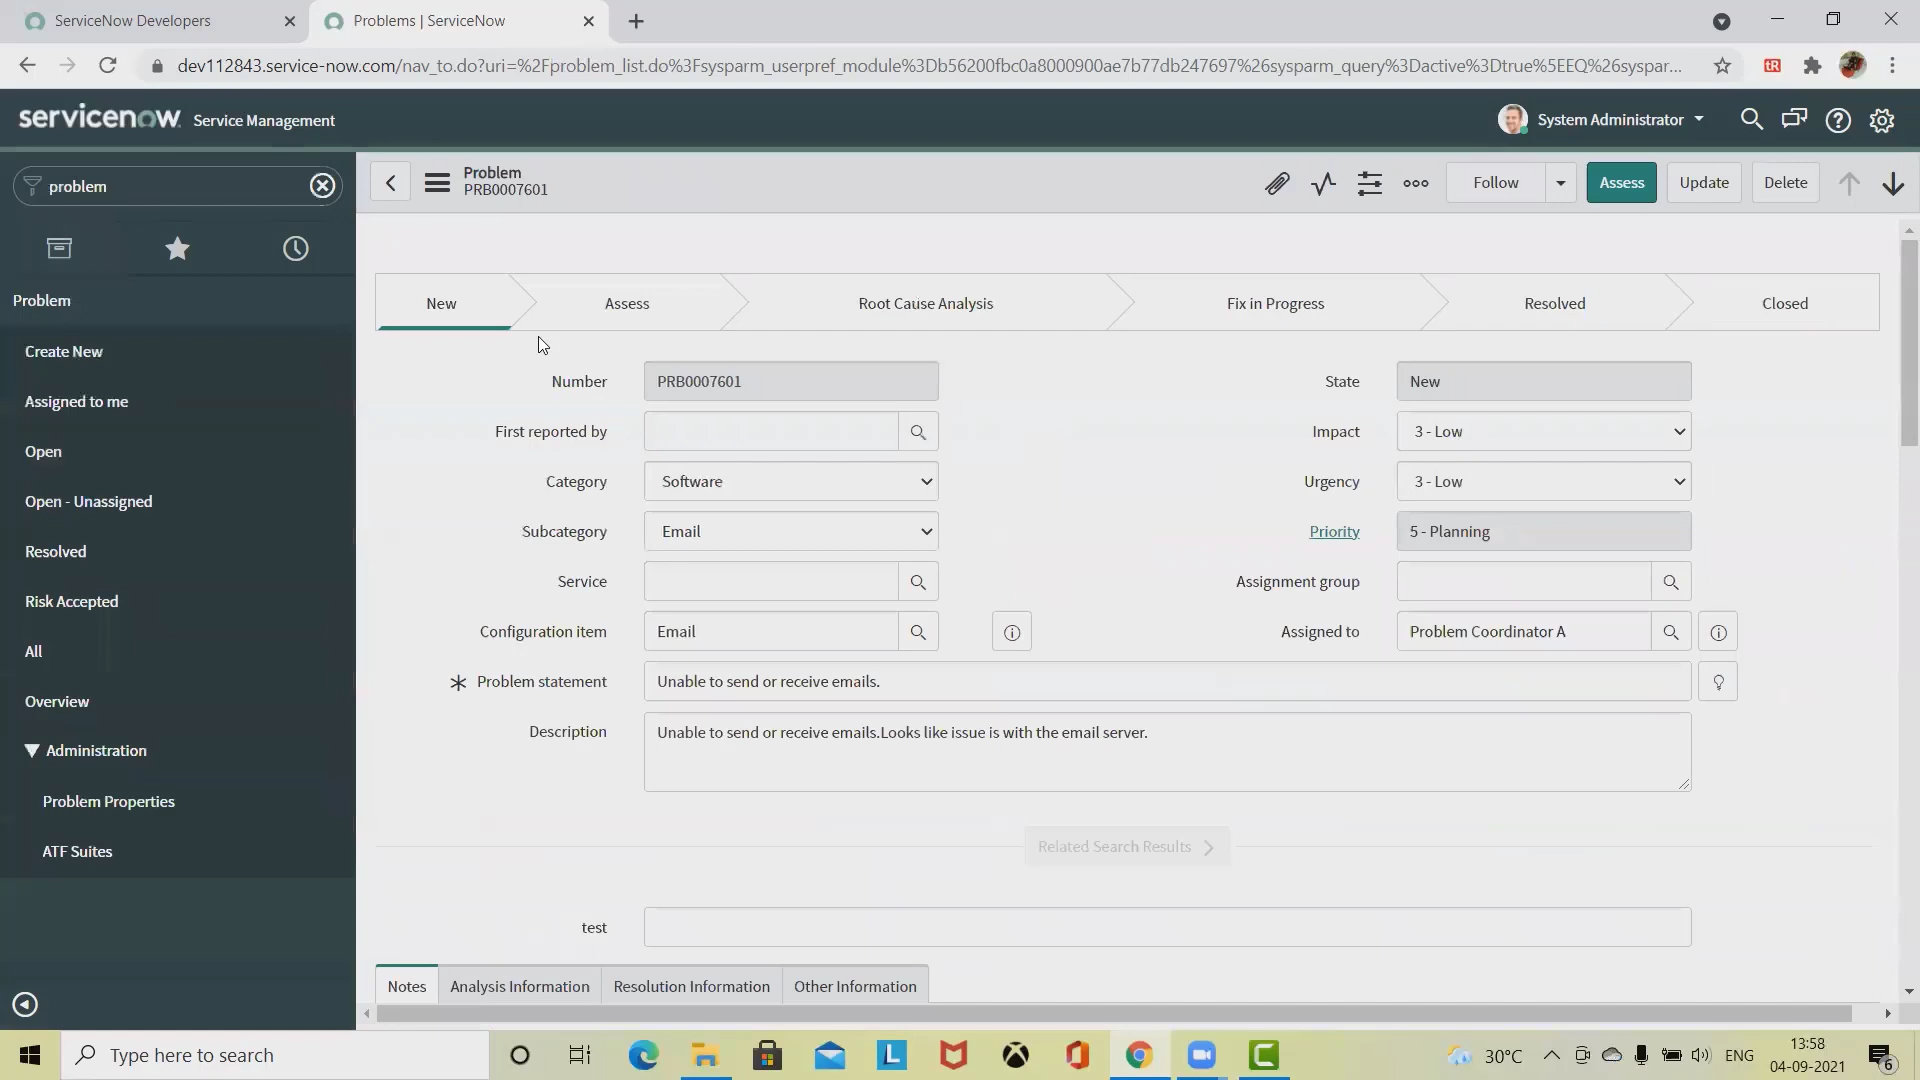 ServiceNow Developers
Problems | ServiceNow
dev112843.service-now.com/nav_to.do?uri=%2Fproblem_list.do%3Fsysparm_userpref_module%3Db56200fbc0a8000900ae7b77db247697%26sysparm_query%3Dactive%3Dtrue%5EEQ%26syspar...
tR
servicenow Service Management
System Administrator
problem
Problem
PRB0007601
Follow
Assess
Update
Delete
Problem
Create New
Assigned to me
Open
Open - Unassigned
Resolved
Risk Accepted
All
Overview
Administration
Problem Properties
ATF Suites
New
Assess
Root Cause Analysis
Fix in Progress
Resolved
Closed
Number PRB0007601
State New
First reported by
Impact 3 - Low
Category Software
Urgency 3 - Low
Subcategory Email
Priority 5 - Planning
Service
Assignment group
Configuration item Email
Assigned to Problem Coordinator A
Problem statement Unable to send or receive emails.
Description Unable to send or receive emails.Looks like issue is with the email server.
Related Search Results
test
Notes
Analysis Information
Resolution Information
Other Information
Type here to search
L
30°C
ENG
13:58
04-09-2021
6